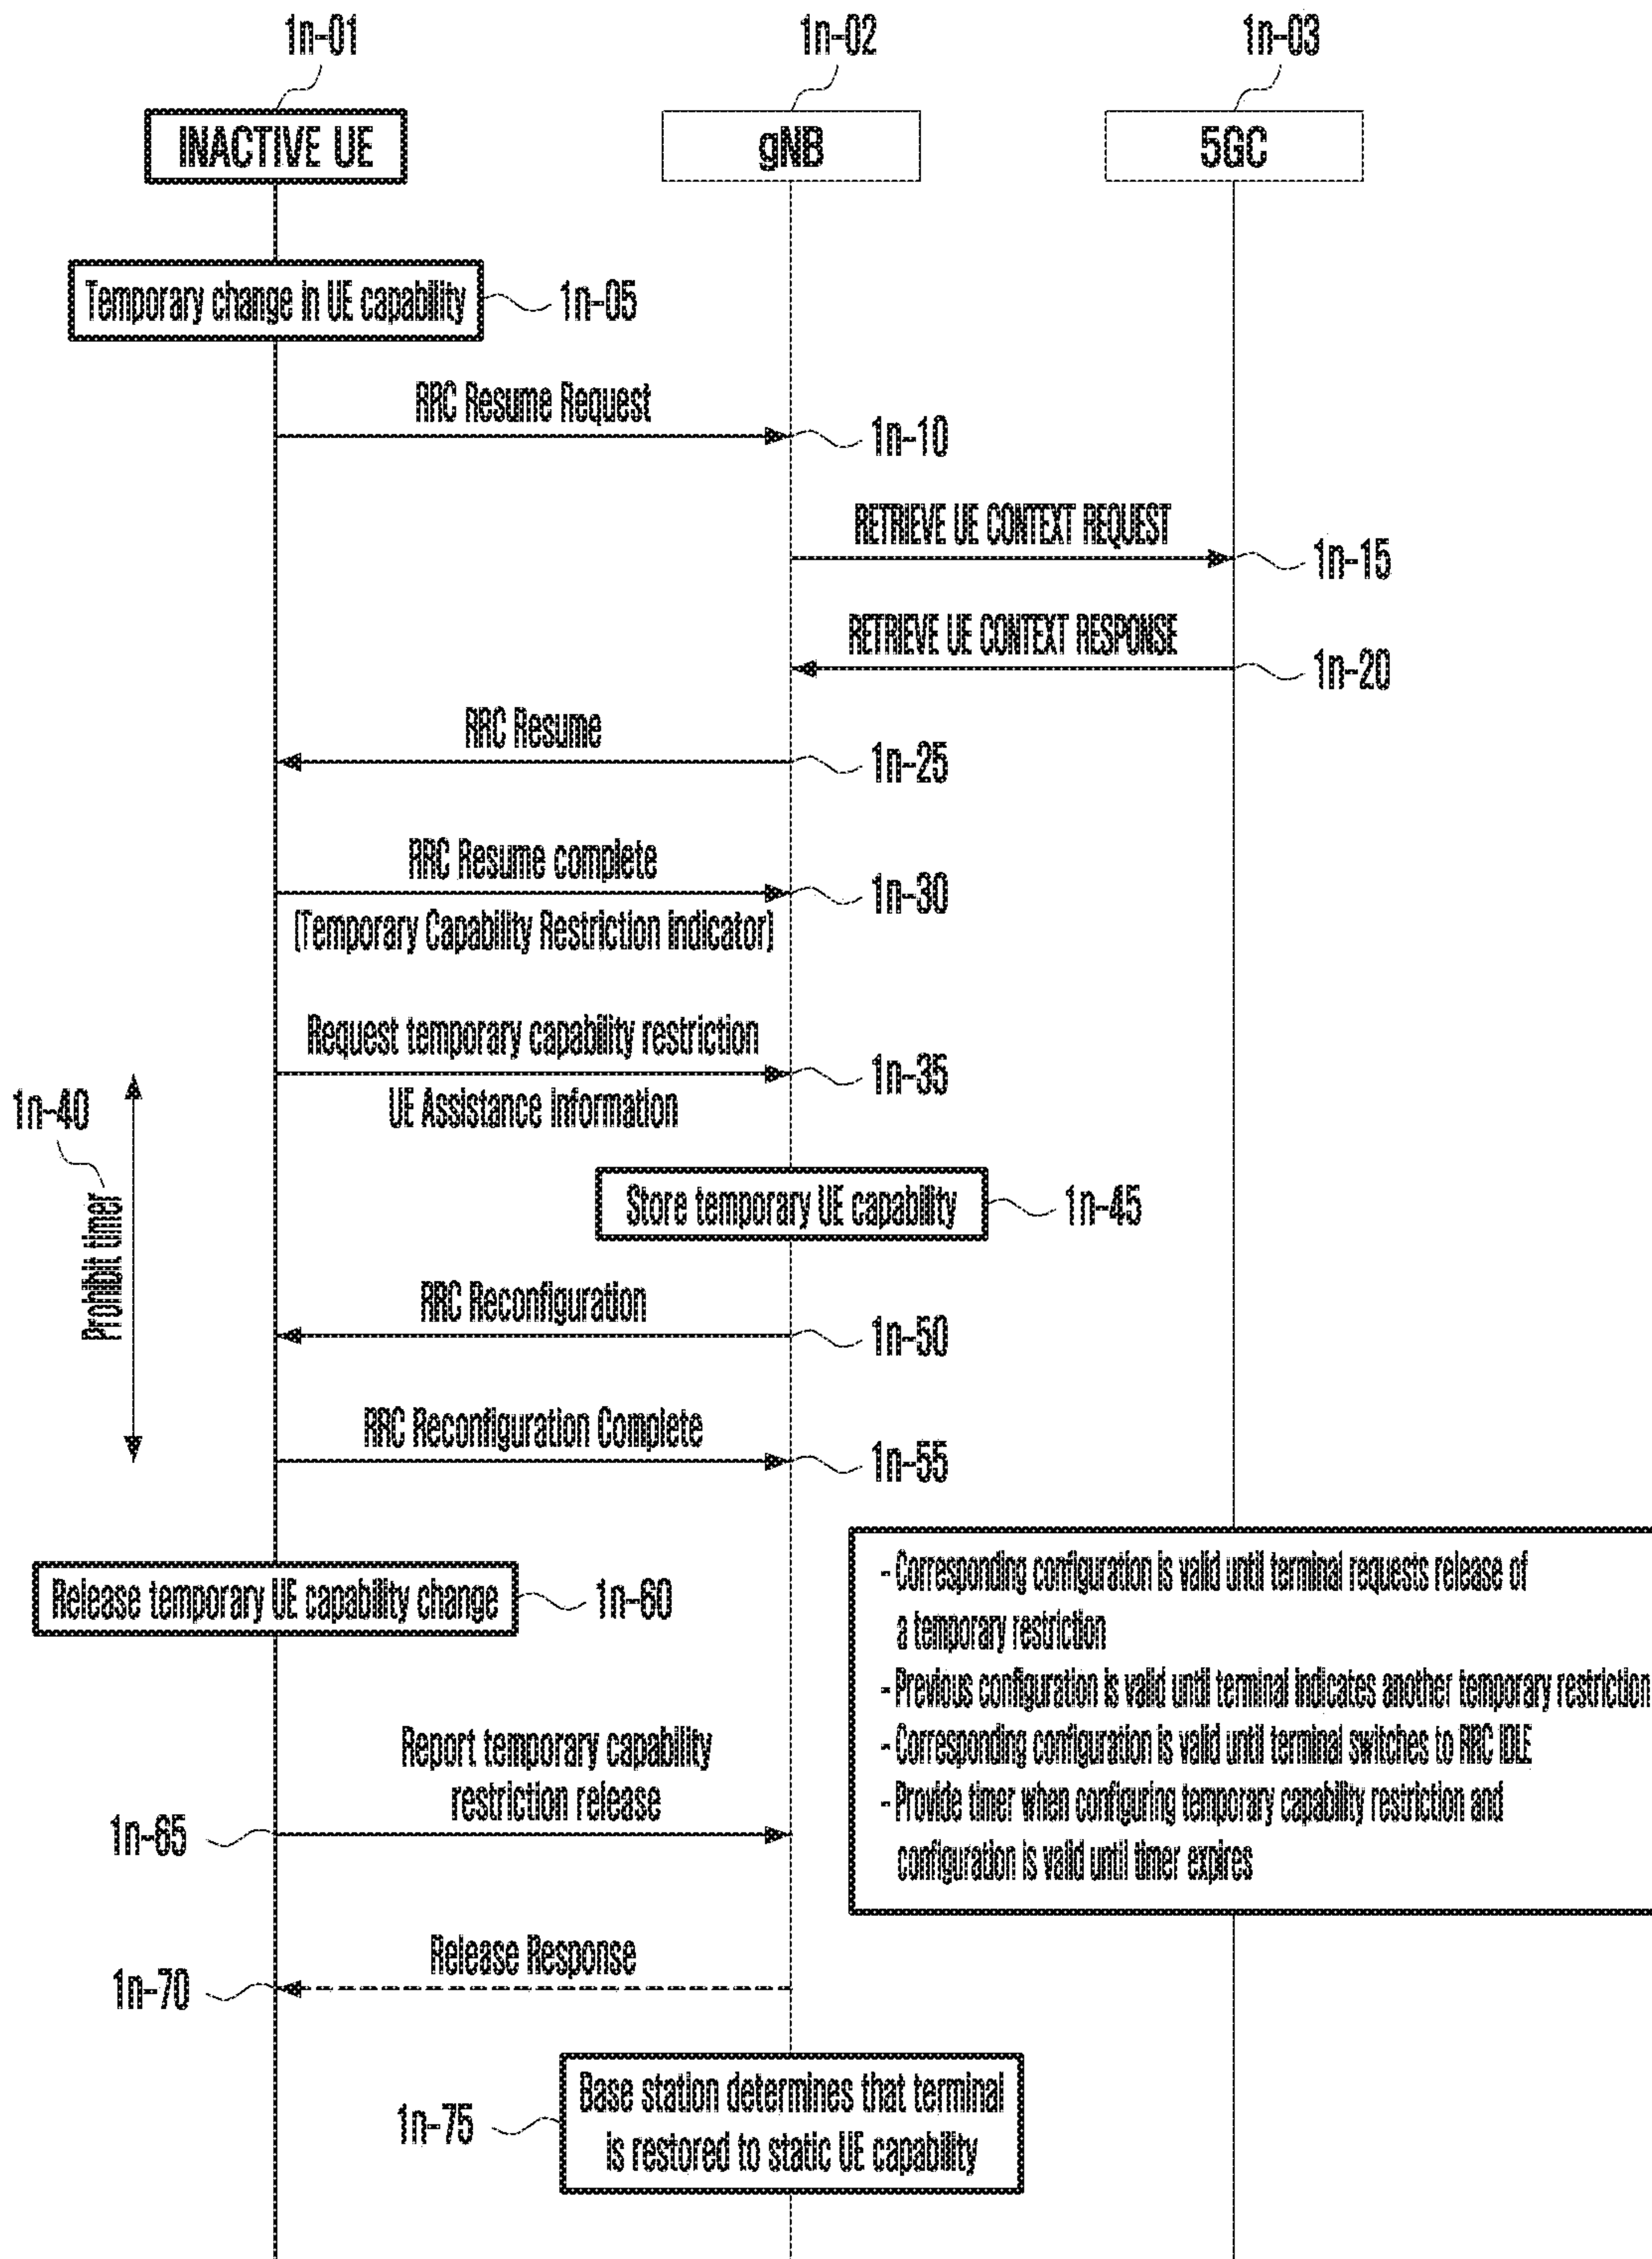 1n-01
1n-02
1n-03
INACTIVE UE
gNB
5GC
Temporary change in UE capability
1n-05
RRC Resume Request
1n-10
RETRIEVE UE CONTEXT REQUEST
1n-15
RETRIEVE UE CONTEXT RESPONSE
1n-20
RRC Resume
1n-25
RRC Resume complete
1n-30
(Temporary Capability Restriction indicator)
Request temporary capability restriction
1n-35
UE Assistance information
1n-40
Prohibit timer
Store temporary UE capability
1n-45
RRC Reconfiguration
1n-50
RRC Reconfiguration Complete
1n-55
Release temporary UE capability change
1n-60
- Corresponding configuration is valid until terminal requests release of
a temporary restriction
- Previous configuration is valid until terminal indicates another temporary restriction
- Corresponding configuration is valid until terminal switches to RRC IDLE
- Provide timer when configuring temporary capability restriction and
configuration is valid until timer expires
Report temporary capability
restriction release
1n-65
Release Response
1n-70
Base station determines that terminal
is restored to static UE capability
1n-75